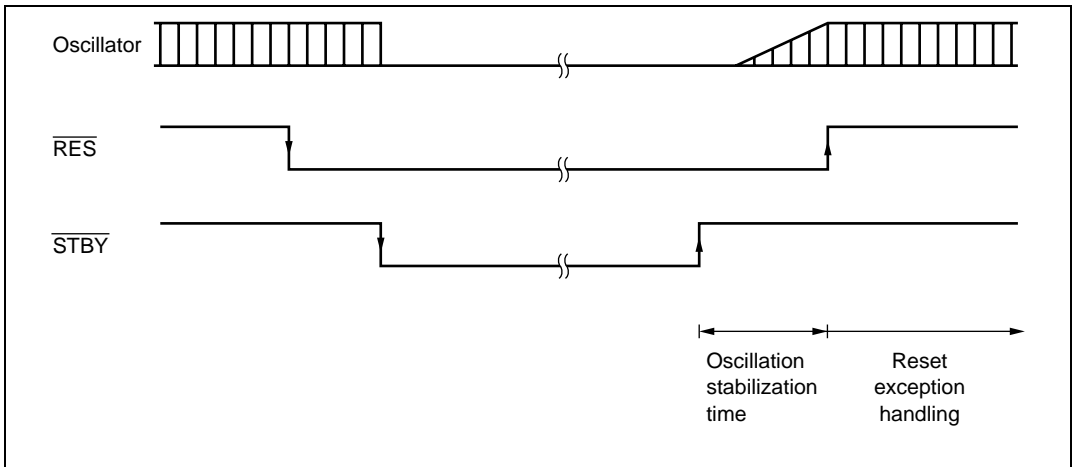 Oscillator
RES
STBY
Oscillation
stabilization
time
Reset
exception
handling